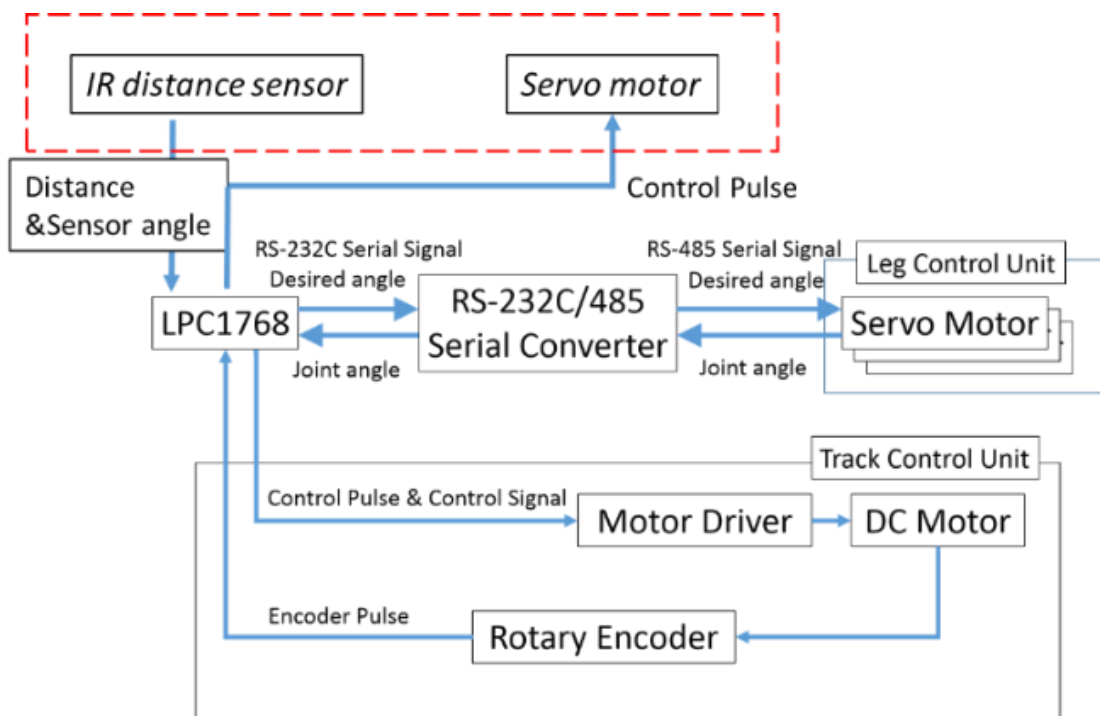 IR distance sensor
Servo motor
Distance
&Sensor angle
Control Pulse
RS-232C Serial Signal
Desired angle
RS-485 Serial Signal
Desired angle
Leg Control Unit
LPC1768
RS-232C/485
Serial Converter
Servo Motor
Joint angle
Joint angle
Track Control Unit
Control Pulse & Control Signal
Motor Driver
DC Motor
Encoder Pulse
Rotary Encoder